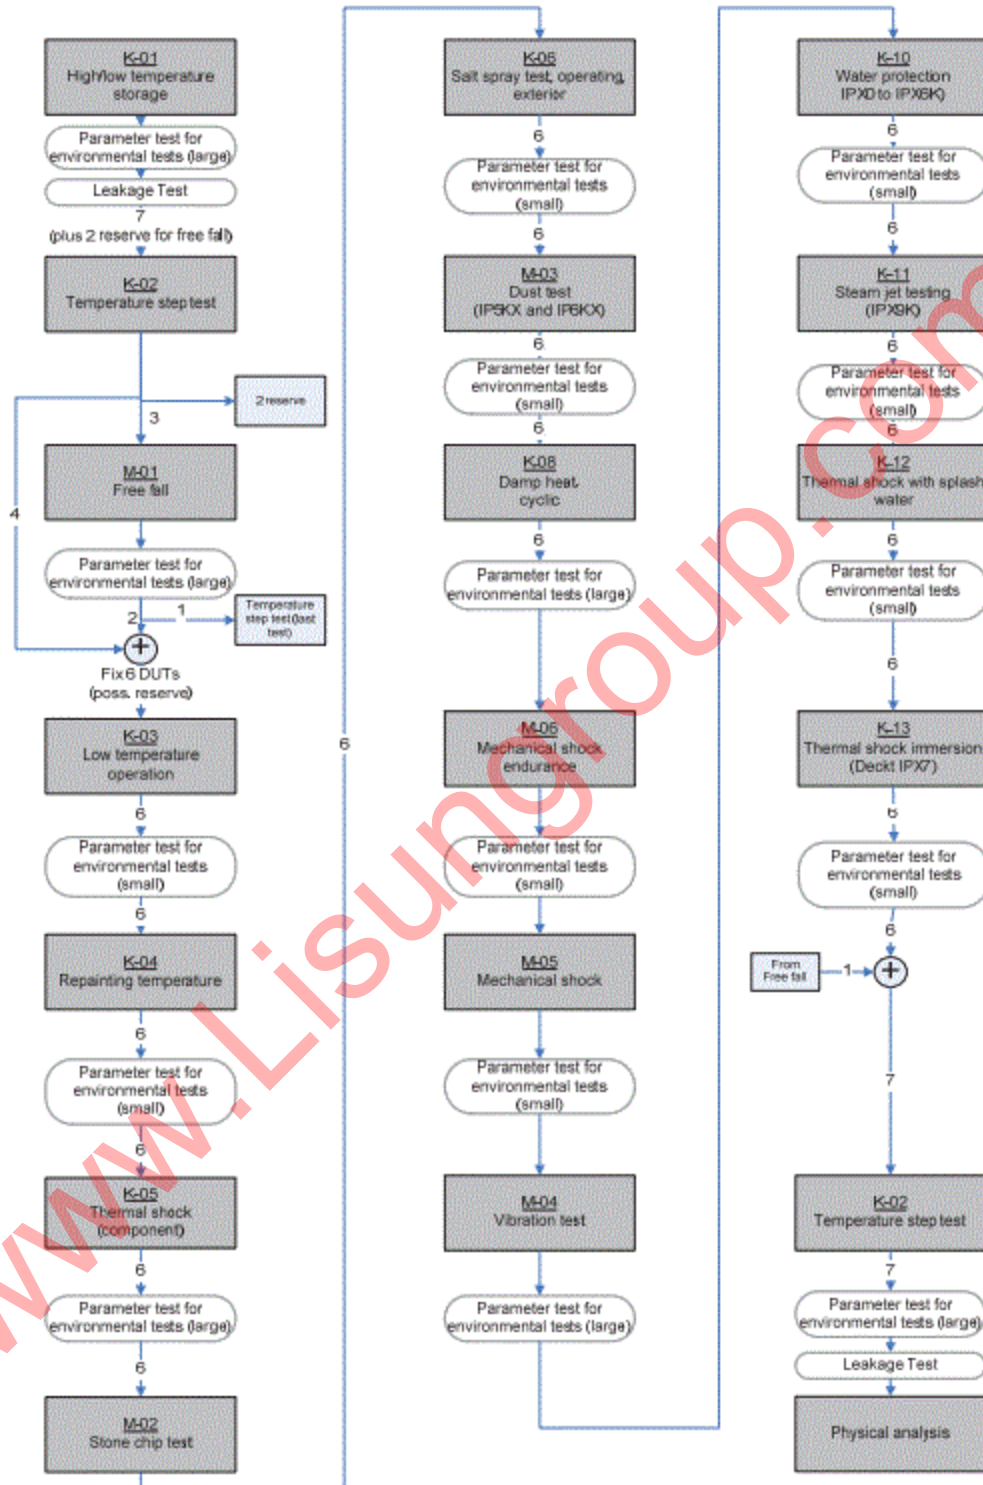 K-01
High/low temperature
storage
Parameter test for
environmental tests (large)
Leakage Test
7
(plus 2 reserve for free fall)
K-02
Temperature step test
2 reserve
3
M-01
Free fall
4
Parameter test for
environmental tests (large)
2
1
Temperature
step test (last
test)
+
Fix 6 DUTs
(poss. reserve)
K-03
Low temperature
operation
6
Parameter test for
environmental tests
(small)
6
K-04
Repainting temperature
6
Parameter test for
environmental tests
(small)
6
K-05
Thermal shock
(component)
6
Parameter test for
environmental tests (large)
6
M-02
Stone chip test
6
K-06
Salt spray test, operating,
exterior
6
Parameter test for
environmental tests
(small)
6
M-03
Dust test
(IP5KX and IP6KX)
6
Parameter test for
environmental tests
(small)
6
K-08
Damp heat,
cyclic
6
Parameter test for
environmental tests (large)
M-06
Mechanical shock
endurance
Parameter test for
environmental tests
(small)
M-05
Mechanical shock
Parameter test for
environmental tests
(small)
M-04
Vibration test
Parameter test for
environmental tests (large)
K-10
Water protection
IPX0 to IPX6K)
6
Parameter test for
environmental tests
(small)
6
K-11
Steam jet testing
(IPX9K)
6
Parameter test for
environmental tests
(small)
6
K-12
Thermal shock with splash
water
6
Parameter test for
environmental tests
(small)
6
K-13
Thermal shock immersion
(Deckt IPX7)
6
Parameter test for
environmental tests
(small)
6
From
Free fall
1
+
7
K-02
Temperature step test
7
Parameter test for
environmental tests (large)
Leakage Test
Physical analysis
www.Lisungroup.com